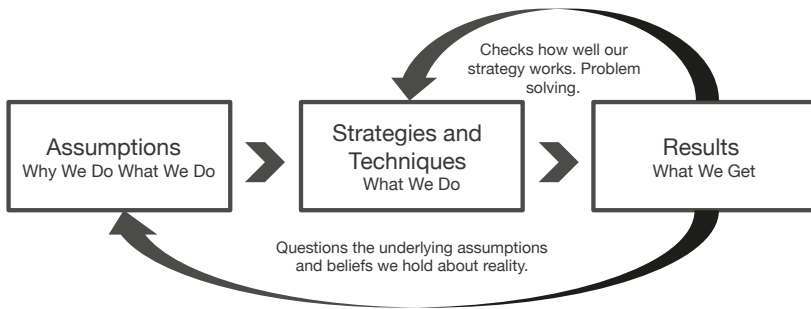 Checks how well our
strategy works. Problem
solving.
Assumptions
Why We Do What We Do
Strategies and
Techniques
What We Do
Results
What We Get
Questions the underlying assumptions
and beliefs we hold about reality.